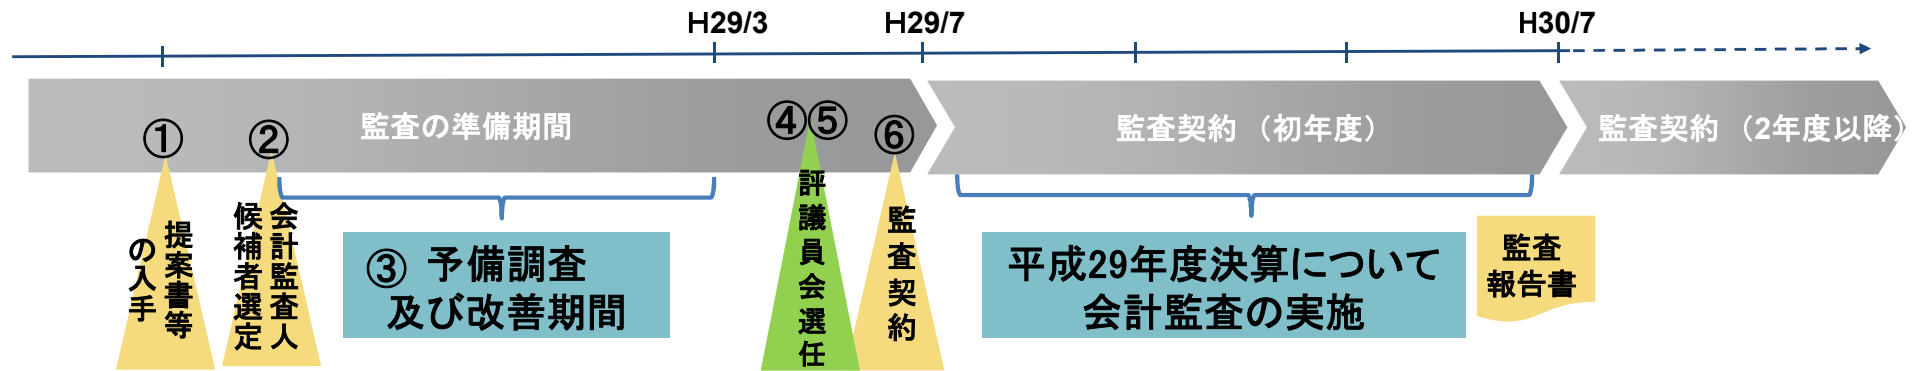 H29/3
H29/7
H30/7
監査の準備期間
監査契約（初年度）
監査契約（2年度以降）
①
②
④⑤
⑥
提案書等
の入手
会計監査人
候補者選定
③ 予備調査
及び改善期間
評議員会選任
監査契約
平成29年度決算について
会計監査の実施
監査
報告書